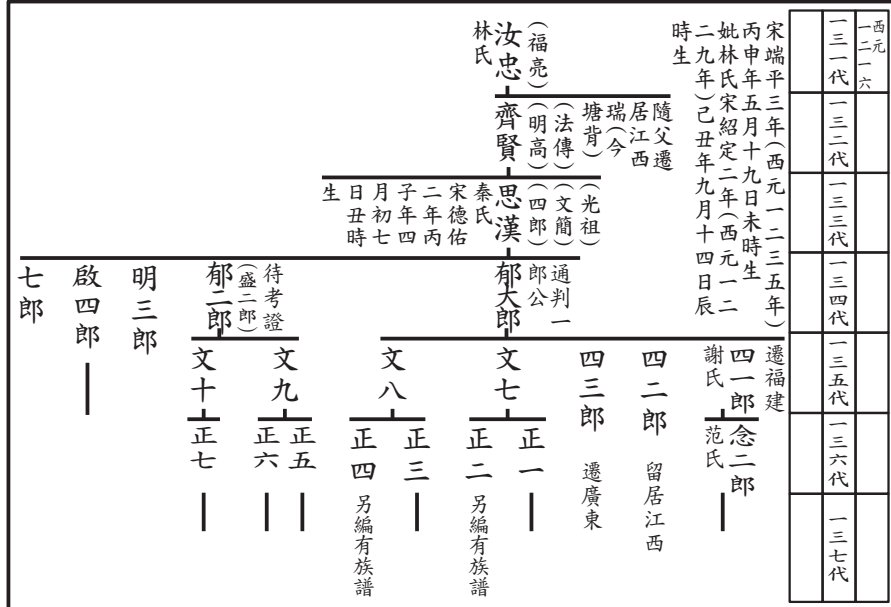 西元
一二一六
一三一代
一三二代
一三三代
一三四代
一三五代
一三六代
一三七代
宋端平三年(西元一二三五年)
丙申年五月十九日未時生
妣林氏宋紹定二年(西元一二
二九年)己丑年九月十四日辰
時生
(福亮)
汝忠
林氏
隨父遷
居江西
瑞(今
塘背)
(法傳)
(明高)
齊賢
(光祖)
(文簡)
(四郎)
思漢
秦氏
宋德佑
二年丙
子年四
月初七
日丑時
生
通判一
郎公
郁大郎
待考證
(盛二郎)
郁二郎
明三郎
啟四郎
七郎
遷福建
四一郎
謝氏
四二郎
四三郎
文七
文八
文九
文十
念二郎
范氏
留居江西
遷廣東
正一
正二
另編有族譜
正三
正四
另編有族譜
正五
正六
正七